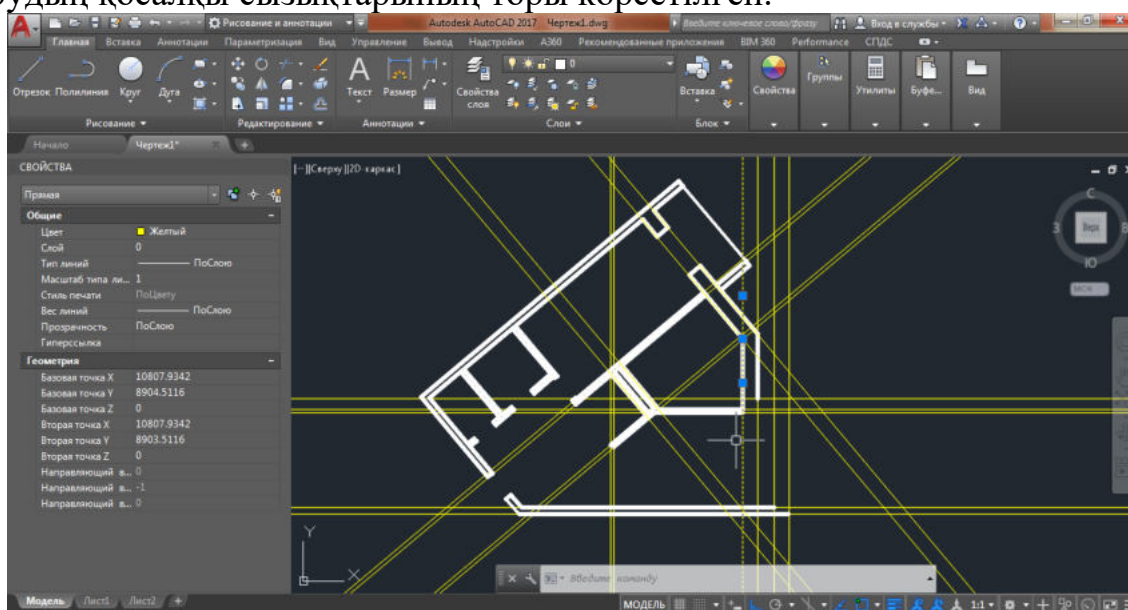 қосалқы сызықтарының торы көрсетілген.
Рисование и аннотации
Autodesk AutoCAD 2017 Чертеж1.dwg
Введите ключевое слово/фразу
Вход в службы
Главная Вставка Аннотации Параметризация Вид Управление Вывод Надстройки A360 Рекомендованные приложения BIM 360 Performance СПДС
Отрезок Полилиния Круг Дуга
Текст Размер
Свойства слоя
0
Вставка
Свойства
Группы
Утилиты
Буфе...
Вид
Рисование Редактирование Аннотации Слои Блок
Начало Чертеж1*
СВОЙСТВА
[−][Сверху][2D-каркас]
Прямая
Общие
Цвет Желтый
Слой 0
Тип линий ПоСлою
Масштаб типа ли... 1
Стиль печати ПоЦвету
Вес линий ПоСлою
Прозрачность ПоСлою
Гиперссылка
Геометрия
Базовая точка X 10807.9342
Базовая точка Y 8904.5116
Базовая точка Z 0
Вторая точка X 10807.9342
Вторая точка Y 8903.5116
Вторая точка Z 0
Направляющий в... 0
Направляющий в... -1
Направляющий в... 0
С
З Верх В
Ю
МСК
Y
X
Введите команду
Модель Лист1 Лист2 +
МОДЕЛЬ
1:1